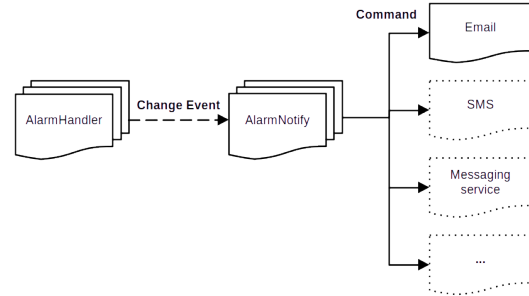 Command
Email
AlarmHandler
Change Event
AlarmNotify
SMS
Messaging
service
...